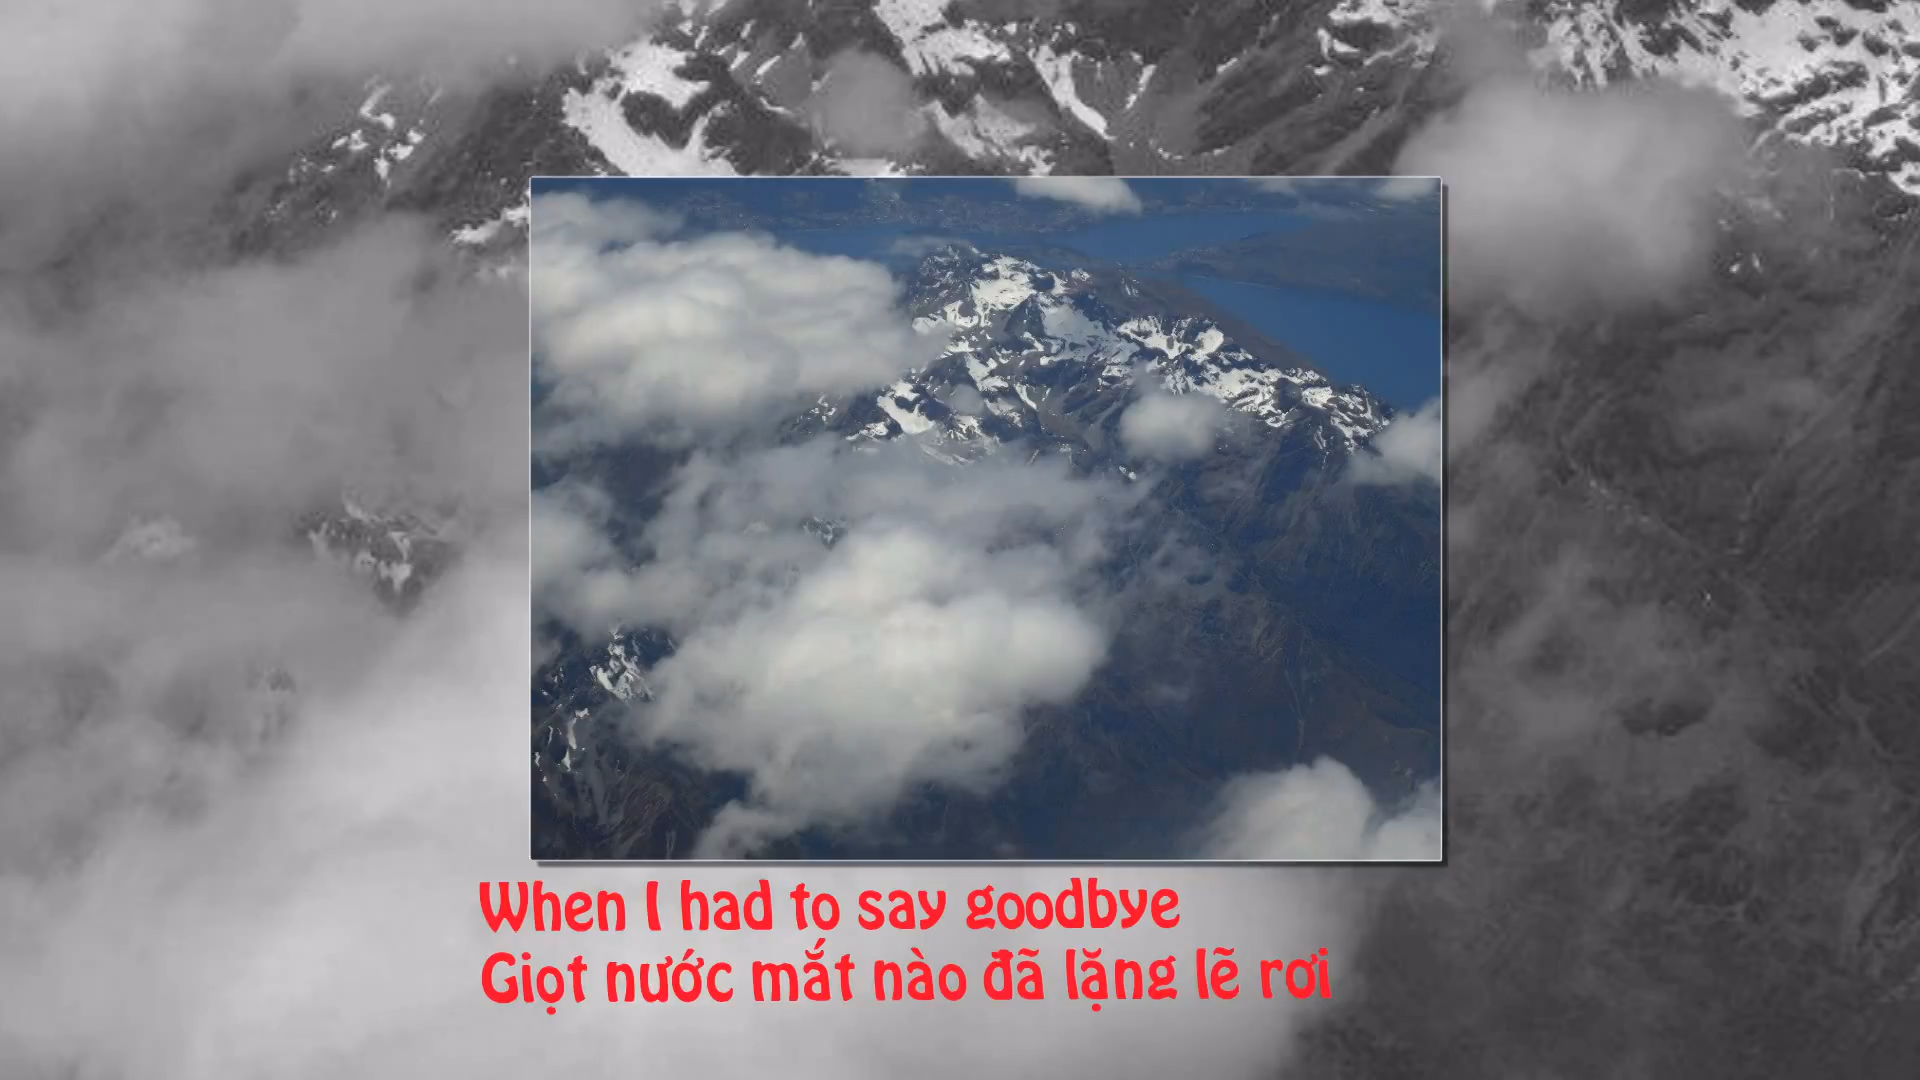 When I had to say goodbye
Giọt nước mắt nào đã lặng lẽ rơi